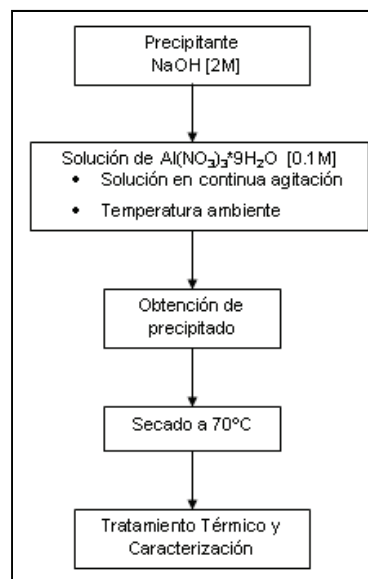 Precipitante
NaOH [2M]
Solución de Al(NO₃)₃*9H₂O [0.1M]
• Solución en continua agitación
• Temperatura ambiente
Obtención de
precipitado
Secado a 70°C
Tratamiento Térmico y
Caracterización